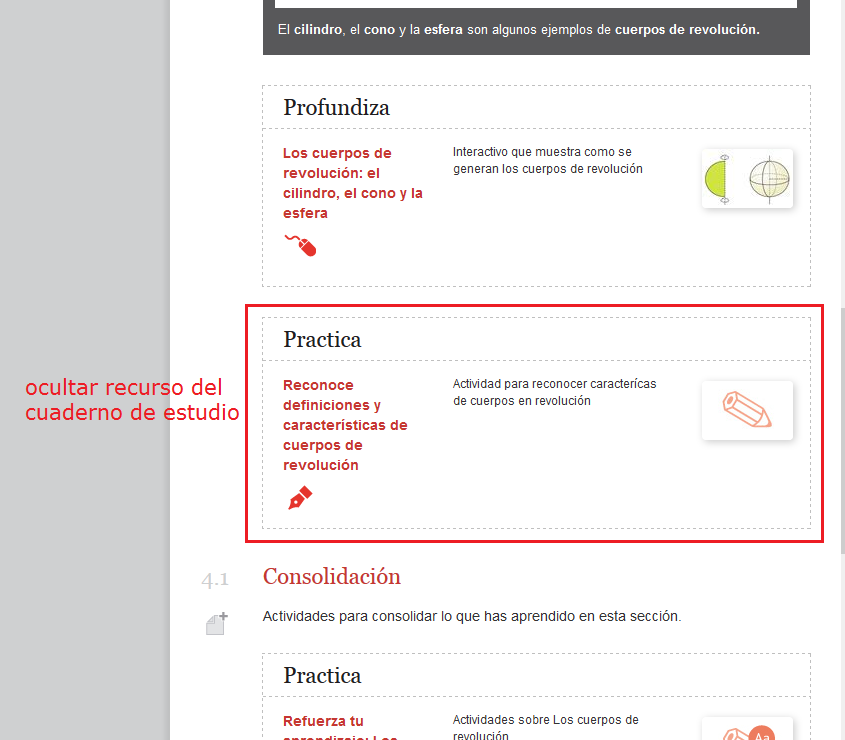 El cilindro, el cono y la esfera son algunos ejemplos de cuerpos de revolución.
Profundiza
Los cuerpos de
revolución: el
cilindro, el cono y la
esfera
Interactivo que muestra como se
generan los cuerpos de revolución
ocultar recurso del
cuaderno de estudio
Practica
Reconoce
definiciones y
características de
cuerpos de
revolución
Actividad para reconocer caracterícas
de cuerpos en revolución
4.1 Consolidación
Actividades para consolidar lo que has aprendido en esta sección.
Practica
Refuerza tu
aprendizaje: Los
Actividades sobre Los cuerpos de
revolución
Aa